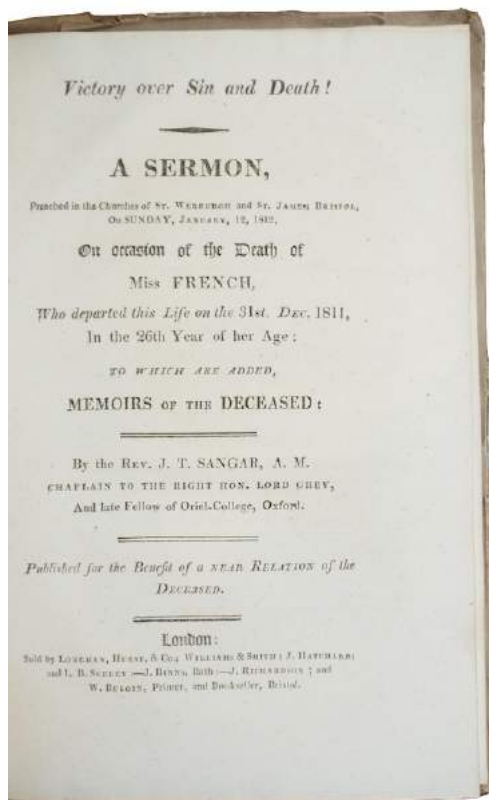 Victory over Sin and Death!
A SERMON,
Preached in the Churches of St. Werburgh and St. James, Bristol,
On SUNDAY, January, 12, 1812,
On occasion of the Death of
Miss FRENCH,
Who departed this Life on the 31st. Dec. 1811,
In the 26th Year of her Age:
TO WHICH ARE ADDED,
MEMOIRS OF THE DECEASED:
By the Rev. J. T. SANGAR, A. M.
CHAPLAIN TO THE RIGHT HON. LORD GREY,
And late Fellow of Oriel-College, Oxford.
Published for the Benefit of a NEAR RELATION of the
DECEASED.
London:
Sold by Longman, Hurst, & Co; Williams & Smith; J. Hatchard;
and L. B. Seeley:—J. Binns, Bath:—J. Richardson; and
W. Bulgin, Printer, and Bookseller, Bristol.